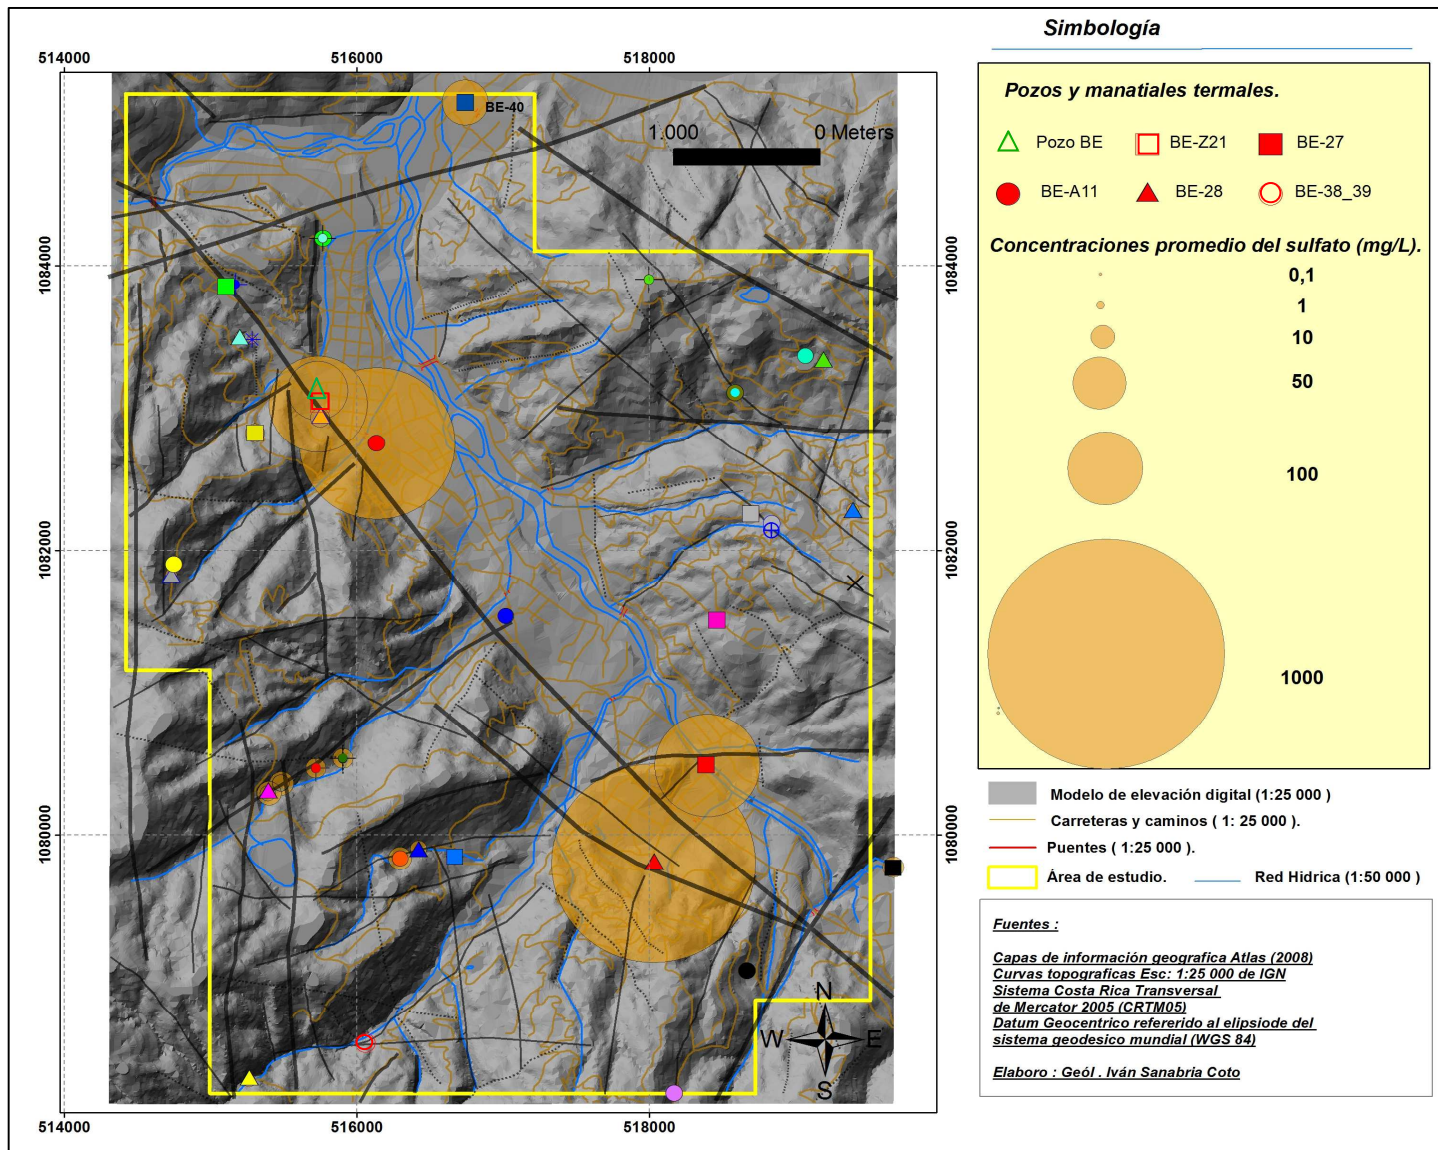 Simbología
514000
516000
518000
BE-40
1.000
0 Meters
1084000
1084000
1082000
1082000
1080000
1080000
N
W
E
S
514000
516000
518000
Pozos y manatiales termales.
Pozo BE
BE-Z21
BE-27
BE-A11
BE-28
BE-38_39
Concentraciones promedio del sulfato (mg/L).
0,1
1
10
50
100
1000
Modelo de elevación digital (1:25 000 )
Carreteras y caminos ( 1: 25 000 ).
Puentes ( 1:25 000 ).
Área de estudio.
Red Hidrica (1:50 000 )
Fuentes :
Capas de información geografica Atlas (2008)
Curvas topograficas Esc: 1:25 000 de IGN
Sistema Costa Rica Transversal
de Mercator 2005 (CRTM05)
Datum Geocentrico refererido al elipsiode del
sistema geodesico mundial (WGS 84)
Elaboro : Geól . Iván Sanabria Coto